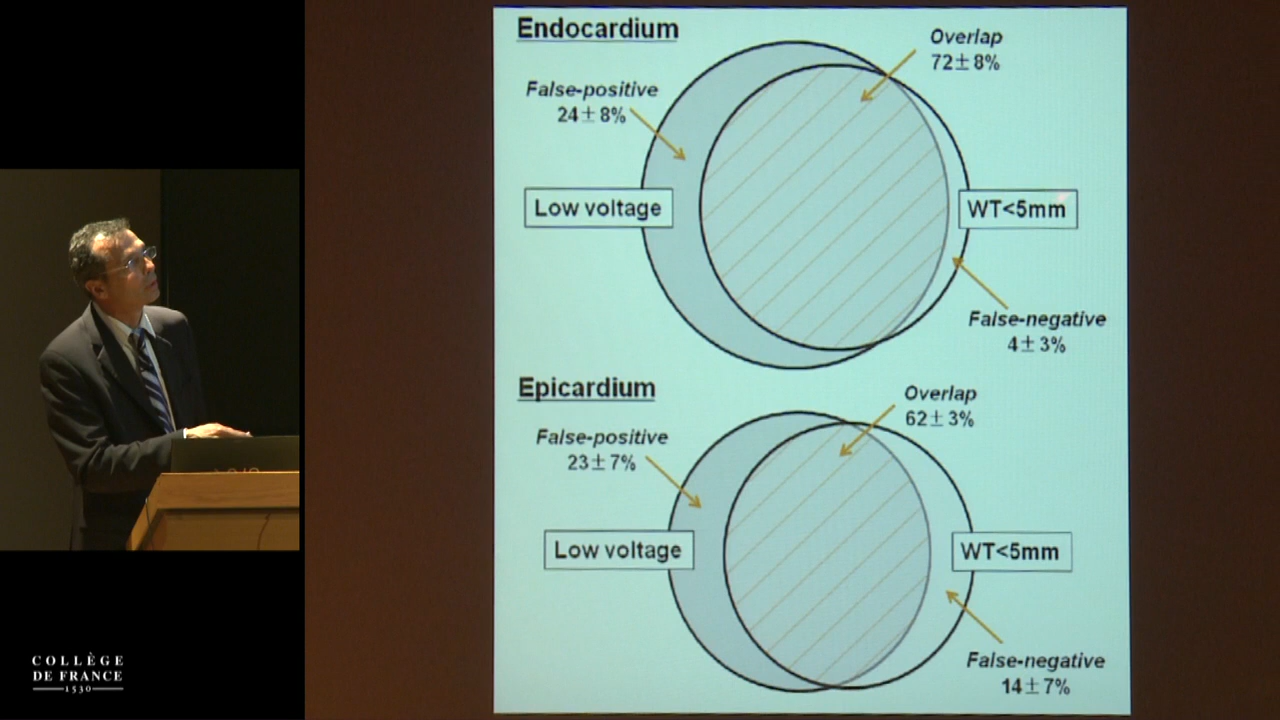 Endocardium
Overlap
72±8%
False-positive
24±8%
Low voltage
WT<5mm
False-negative
4±3%
Epicardium
Overlap
62±3%
False-positive
23±7%
Low voltage
WT<5mm
False-negative
14±7%
COLLÈGE
DE FRANCE
1530